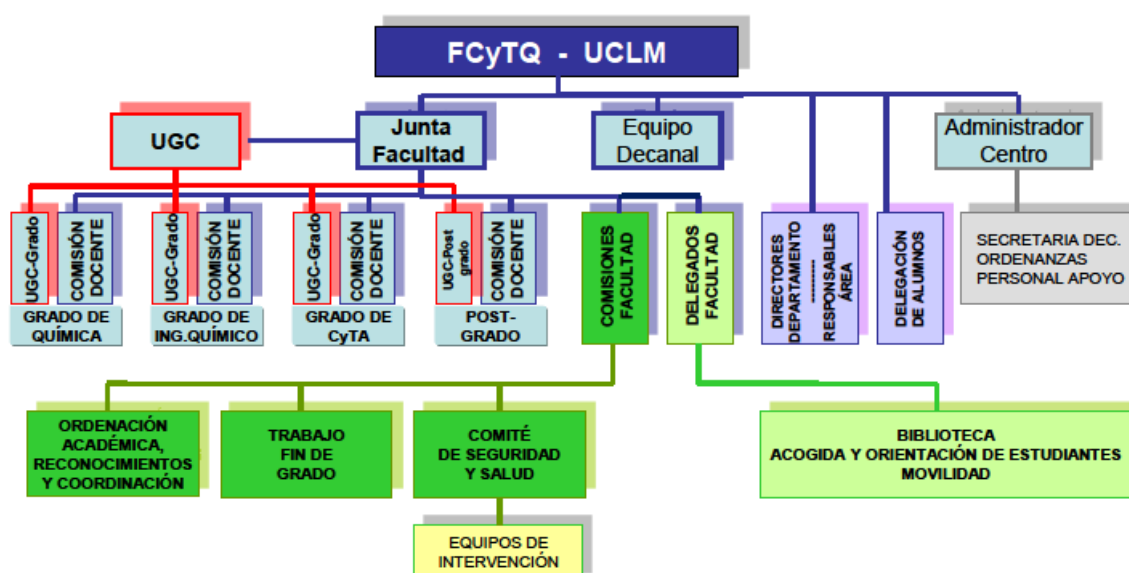 FCyTQ - UCLM
UGC
Junta
Facultad
Equipo
Decanal
Administrador
Centro
UGC-Grado
COMISIÓN
DOCENTE
GRADO DE
QUÍMICA
UGC-Grado
COMISIÓN
DOCENTE
GRADO DE
ING.QUÍMICO
UGC-Grado
COMISIÓN
DOCENTE
GRADO DE
CyTA
UGC-Post
grado
COMISIÓN
DOCENTE
POST-
GRADO
COMISIONES
FACULTAD
DELEGADOS
FACULTAD
DIRECTORES
DEPARTAMENTO
------------
RESPONSABLES
ÁREA
DELEGACIÓN
DE ALUMNOS
SECRETARIA DEC.
ORDENANZAS
PERSONAL APOYO
ORDENACIÓN
ACADÉMICA,
RECONOCIMIENTOS
Y COORDINACIÓN
TRABAJO
FIN DE
GRADO
COMITÉ
DE SEGURIDAD
Y SALUD
BIBLIOTECA
ACOGIDA Y ORIENTACIÓN DE ESTUDIANTES
MOVILIDAD
EQUIPOS DE
INTERVENCIÓN